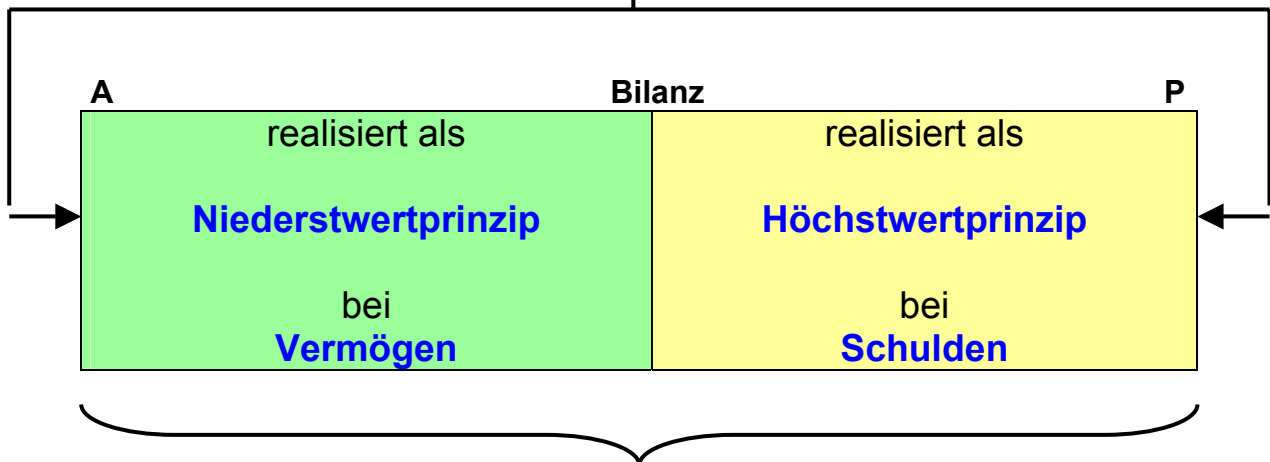 A Bilanz P
realisiert als
Niederstwertprinzip
bei
Vermögen
realisiert als
Höchstwertprinzip
bei
Schulden